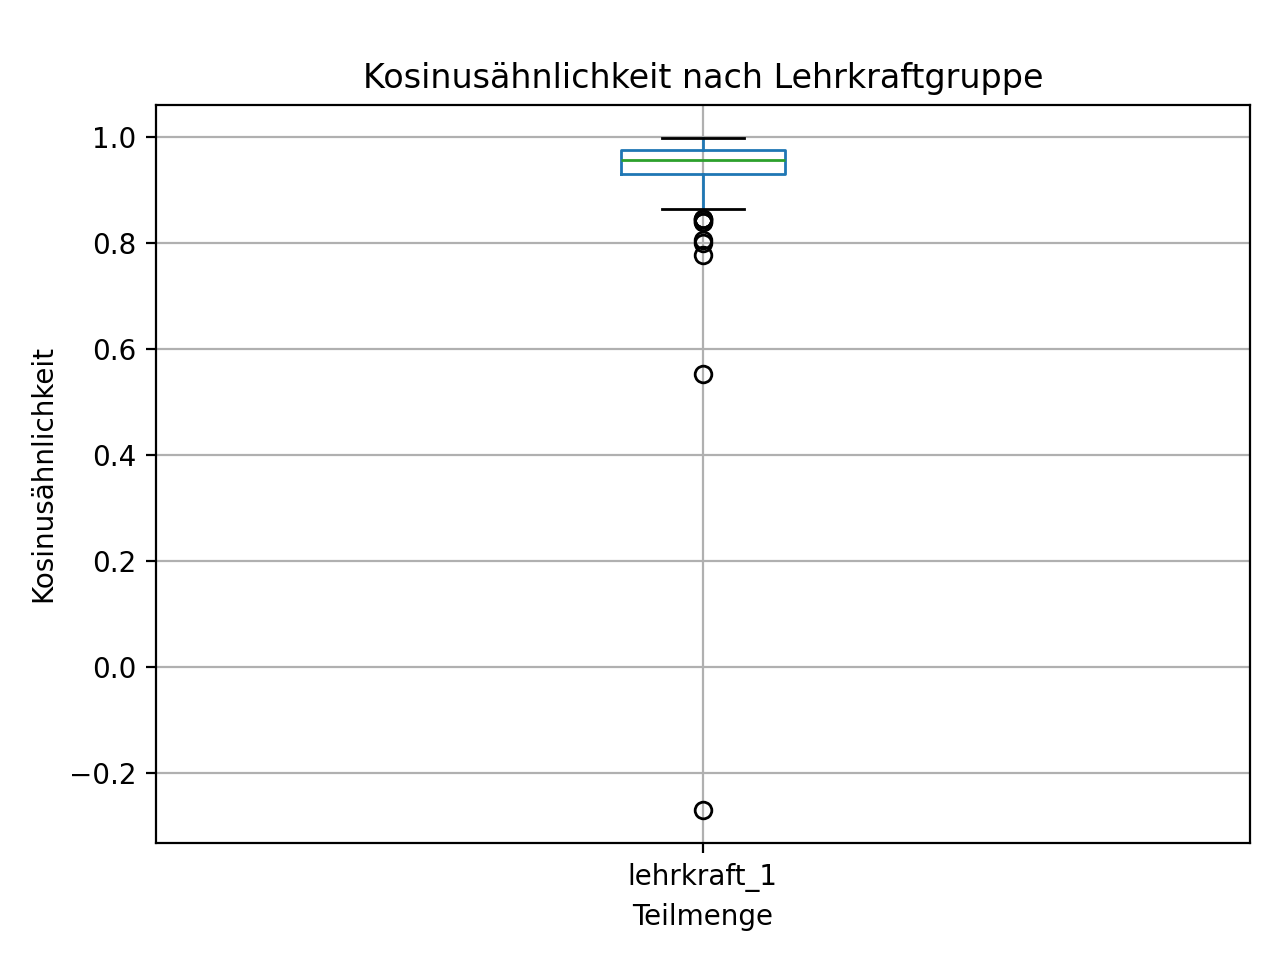 Kosinusähnlichkeit nach Lehrkraftgruppe
1.0
0.8
0.6
0.4
0.2
0.0
−0.2
Kosinusähnlichkeit
lehrkraft_1
Teilmenge